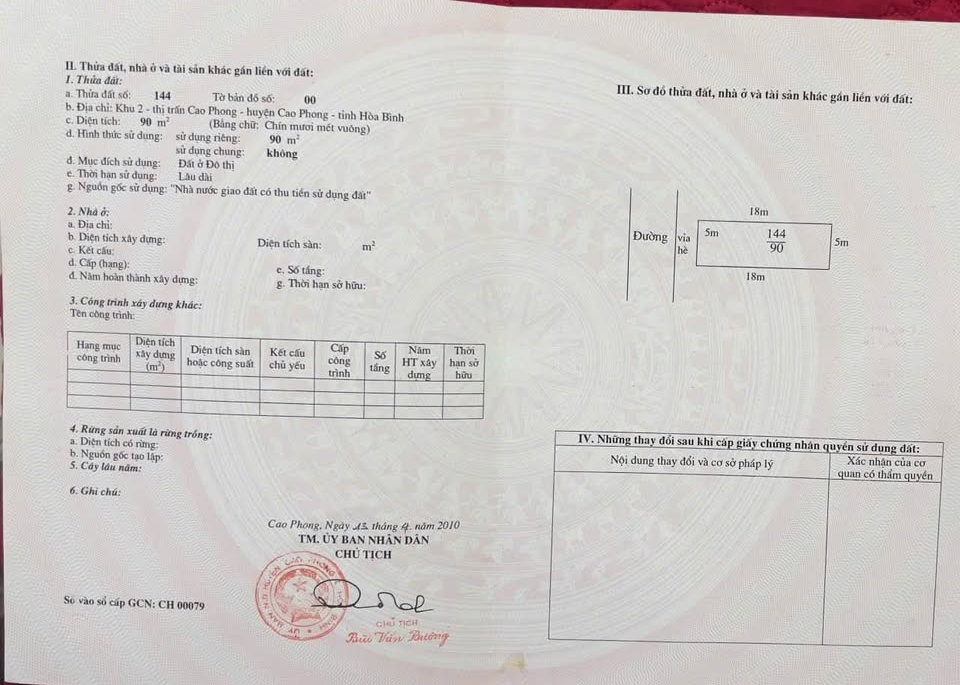 II. Thửa đất, nhà ở và tài sản khác gắn liền với đất:
1. Thửa đất:
a. Thửa đất số: 144 Tờ bản đồ số: 00
b. Địa chỉ: Khu 2 - thị trấn Cao Phong - huyện Cao Phong - tỉnh Hòa Bình
c. Diện tích: 90 m² (Bằng chữ: Chín mươi mét vuông)
d. Hình thức sử dụng: sử dụng riêng: 90 m²
sử dụng chung: không
đ. Mục đích sử dụng: Đất ở Đô thị
e. Thời hạn sử dụng: Lâu dài
g. Nguồn gốc sử dụng: "Nhà nước giao đất có thu tiền sử dụng đất"
2. Nhà ở:
a. Địa chỉ:
b. Diện tích xây dựng: Diện tích sàn: m²
c. Kết cấu:
d. Cấp (hạng): e. Số tầng:
đ. Năm hoàn thành xây dựng: g. Thời hạn sở hữu:
3. Công trình xây dựng khác:
Tên công trình:
Hạng mục công trình
Diện tích xây dựng (m²)
Diện tích sàn hoặc công suất
Kết cấu chủ yếu
Cấp công trình
Số tầng
Năm HT xây dựng
Thời hạn sở hữu
4. Rừng sản xuất là rừng trồng:
a. Diện tích có rừng:
b. Nguồn gốc tạo lập:
5. Cây lâu năm:
6. Ghi chú:
Cao Phong, Ngày 13 tháng 4 năm 2010
TM. ỦY BAN NHÂN DÂN
CHỦ TỊCH
CHỦ TỊCH
Bùi Văn Bường
Số vào sổ cấp GCN: CH 00079
III. Sơ đồ thửa đất, nhà ở và tài sản khác gắn liền với đất:
18m
Đường
vỉa hè
5m
144
90
5m
18m
IV. Những thay đổi sau khi cấp giấy chứng nhận quyền sử dụng đất:
Nội dung thay đổi và cơ sở pháp lý
Xác nhận của cơ quan có thẩm quyền